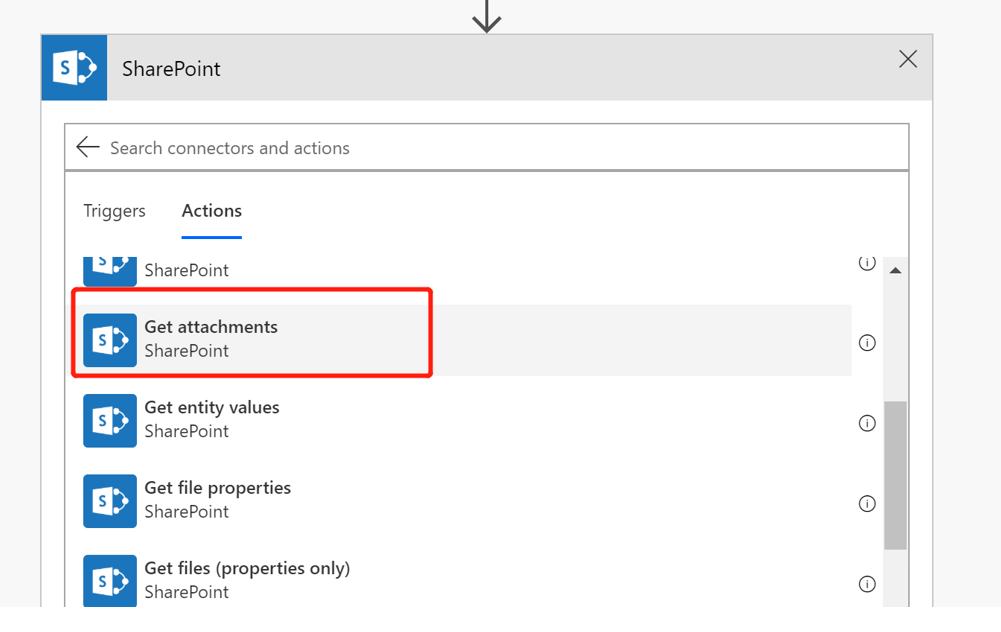 SharePoint
Search connectors and actions
Triggers Actions
SharePoint
Get attachments
SharePoint
Get entity values
SharePoint
Get file properties
SharePoint
Get files (properties only)
SharePoint